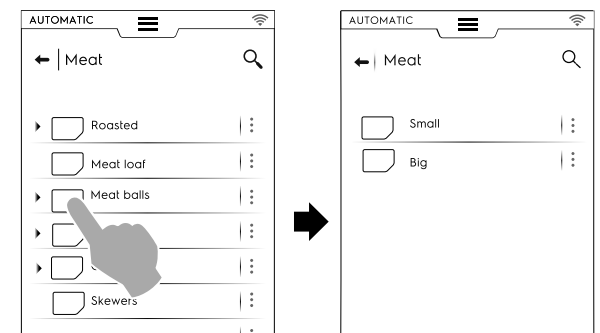 AUTOMATIC
Meat
Roasted
Meat loaf
Meat balls
Skewers
AUTOMATIC
Meat
Small
Big